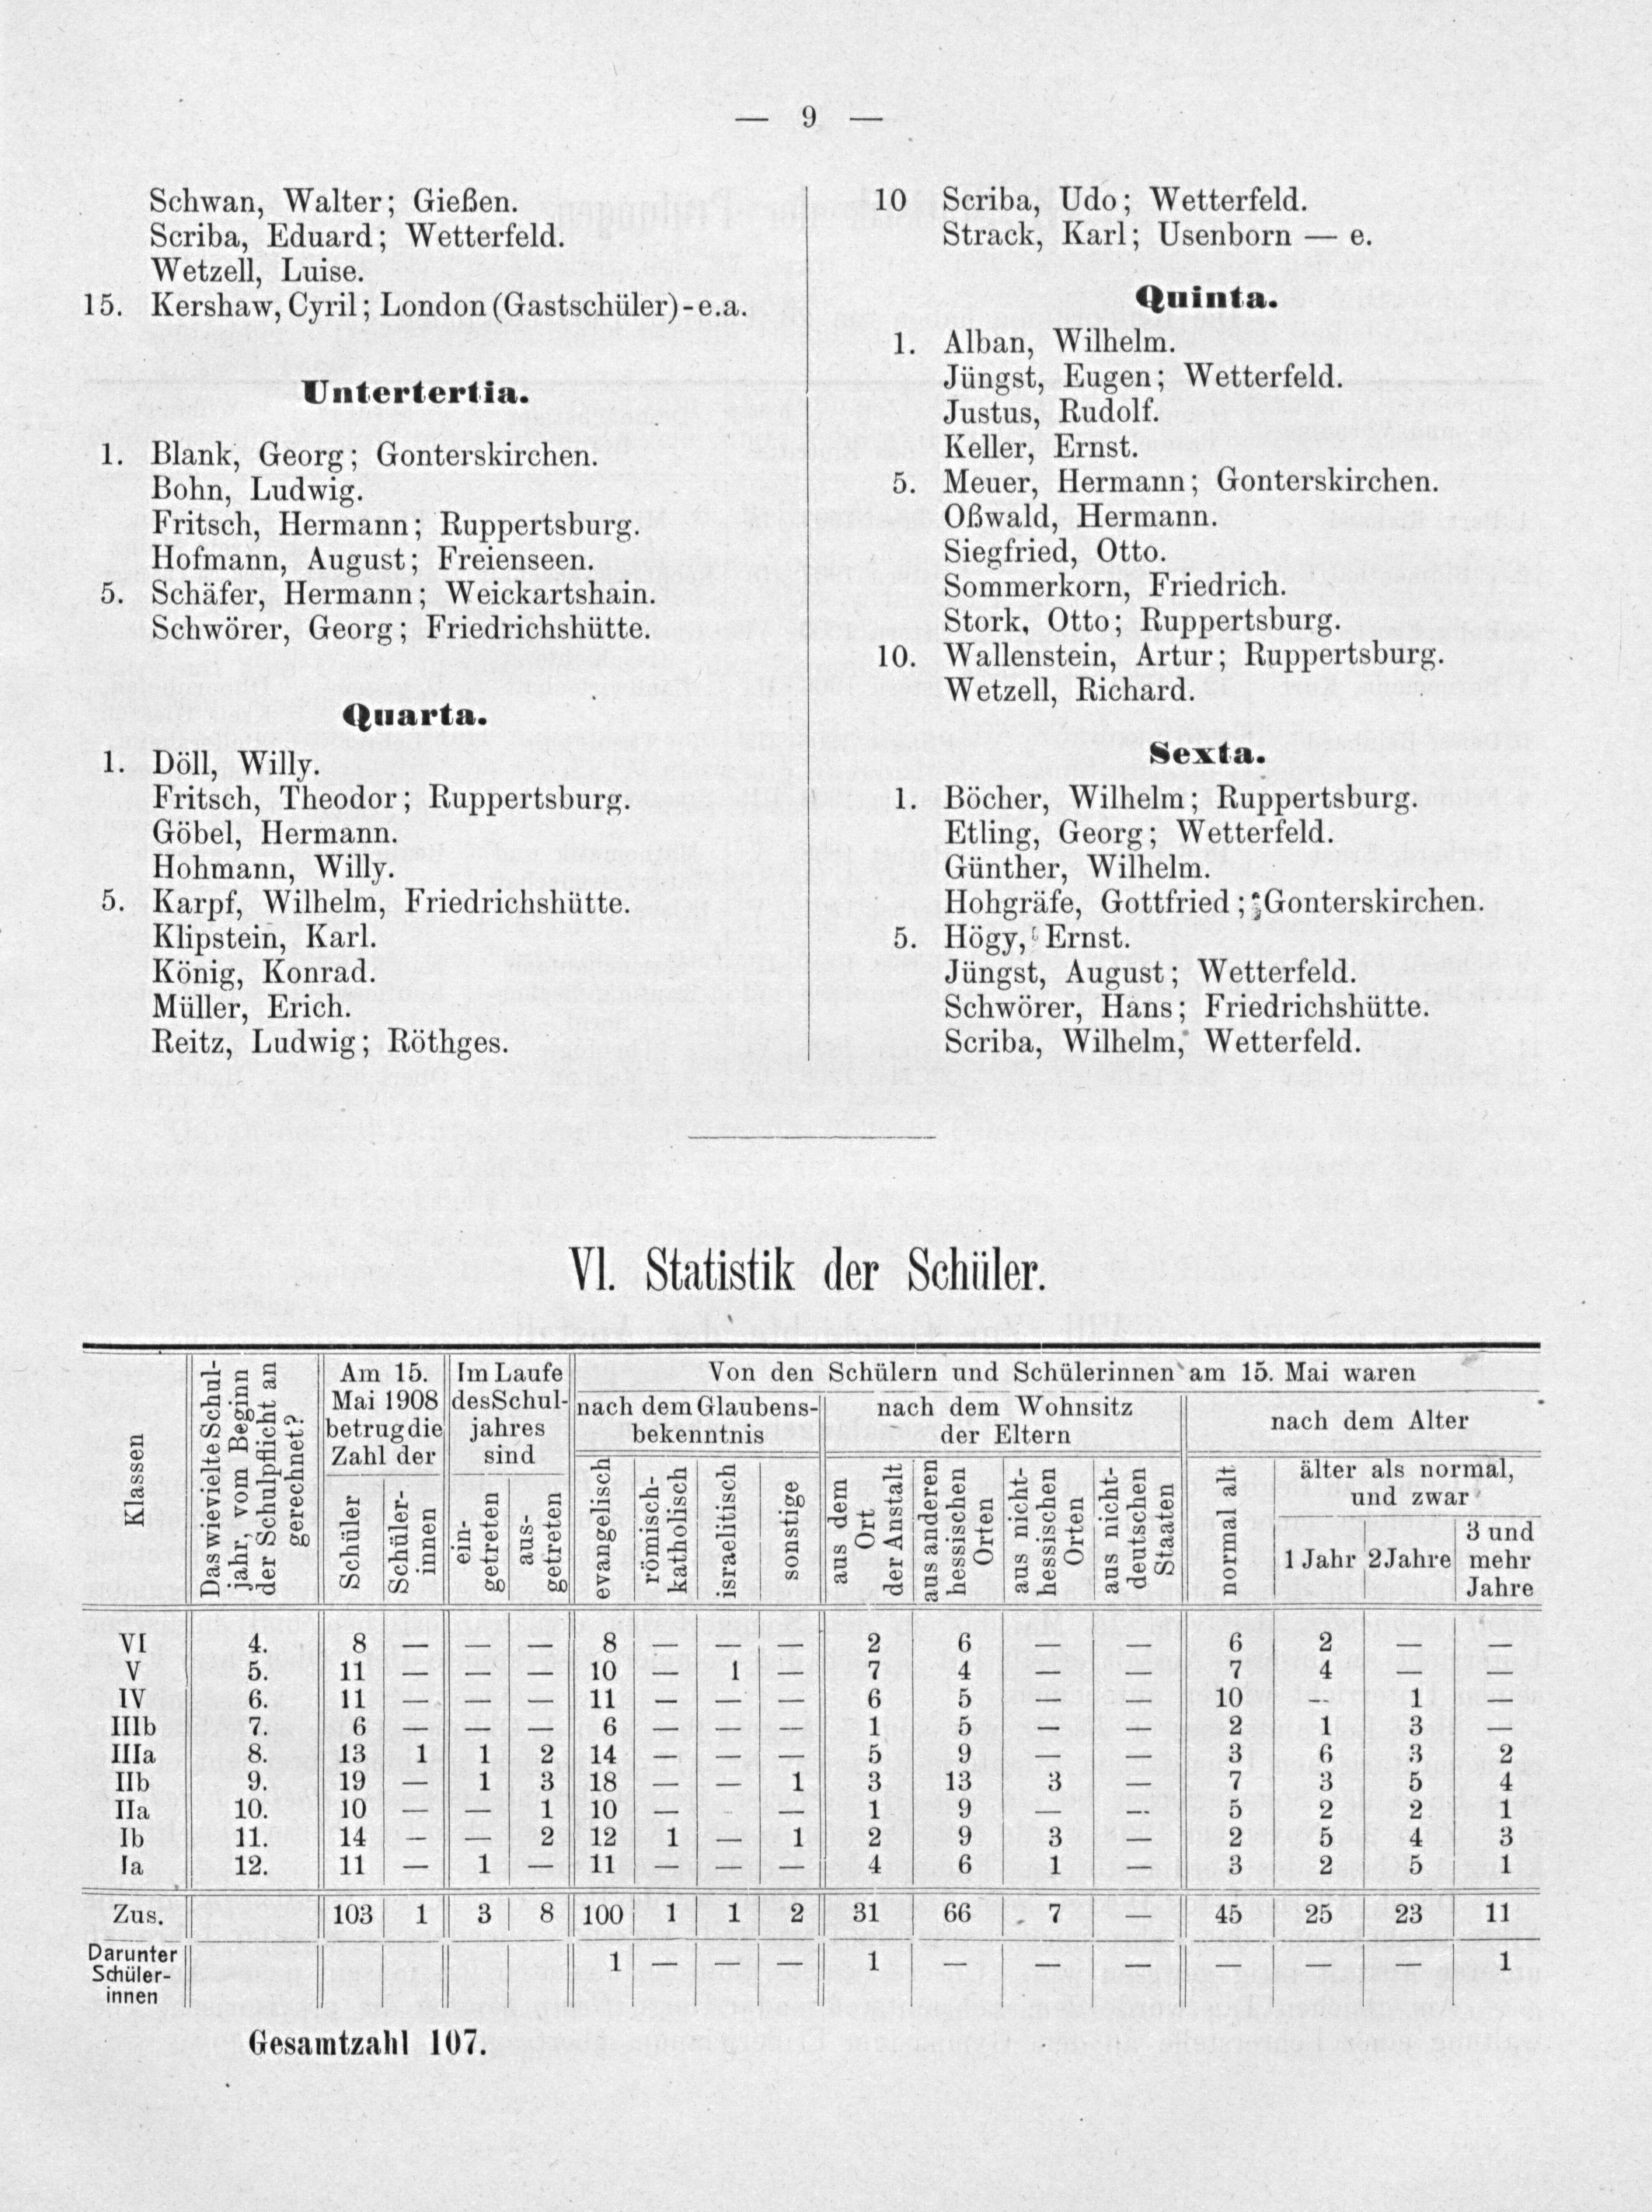 — 9 —
Schwan, Walter; Gießen.
Scriba, Eduard; Wetterfeld.
Wetzell, Luise.
15. Kershaw, Cyril; London (Gastschüler) - e.a.
Untertertia.
1. Blank, Georg; Gonterskirchen.
Bohn, Ludwig.
Fritsch, Hermann; Ruppertsburg.
Hofmann, August; Freienseen.
5. Schäfer, Hermann; Weickartshain.
Schwörer, Georg; Friedrichshütte.
Quarta.
1. Döll, Willy.
Fritsch, Theodor; Ruppertsburg.
Göbel, Hermann.
Hohmann, Willy.
5. Karpf, Wilhelm, Friedrichshütte.
Klipstein, Karl.
König, Konrad.
Müller, Erich.
Reitz, Ludwig; Röthges.
10 Scriba, Udo; Wetterfeld.
Strack, Karl; Usenborn — e.
Quinta.
1. Alban, Wilhelm.
Jüngst, Eugen; Wetterfeld.
Justus, Rudolf.
Keller, Ernst.
5. Meuer, Hermann; Gonterskirchen.
Oßwald, Hermann.
Siegfried, Otto.
Sommerkorn, Friedrich.
Stork, Otto; Ruppertsburg.
10. Wallenstein, Artur; Ruppertsburg.
Wetzell, Richard.
Sexta.
1. Böcher, Wilhelm; Ruppertsburg.
Etling, Georg; Wetterfeld.
Günther, Wilhelm.
Hohgräfe, Gottfried; Gonterskirchen.
5. Högy, Ernst.
Jüngst, August; Wetterfeld.
Schwörer, Hans; Friedrichshütte.
Scriba, Wilhelm, Wetterfeld.
VI. Statistik der Schüler.
Klassen
Das wievielte Schul-
jahr, vom Beginn
der Schulpflicht an
gerechnet?
Am 15.
Mai 1908
betrug die
Zahl der
Schüler
Schüler-
innen
Im Laufe
des Schul-
jahres
sind
ein-
getreten
aus-
getreten
Von den Schülern und Schülerinnen am 15. Mai waren
nach dem Glaubens-
bekenntnis
evangelisch
römisch-
katholisch
israelitisch
sonstige
nach dem Wohnsitz
der Eltern
aus dem
Ort
der Anstalt
aus anderen
hessischen
Orten
aus nicht-
hessischen
Orten
aus nicht-
deutschen
Staaten
nach dem Alter
normal alt
älter als normal,
und zwar
1 Jahr
2 Jahre
3 und
mehr
Jahre
VI 4. 8 — — — 8 — — — 2 6 — — 6 2 — —
V 5. 11 — — — 10 — 1 — 7 4 — — 7 4 — —
IV 6. 11 — — — 11 — — — 6 5 — — 10 — 1 —
IIIb 7. 6 — — — 6 — — — 1 5 — — 2 1 3 —
IIIa 8. 13 1 1 2 14 — — — 5 9 — — 3 6 3 2
IIb 9. 19 — 1 3 18 — — 1 3 13 3 — 7 3 5 4
IIa 10. 10 — — 1 10 — — — 1 9 — — 5 2 2 1
Ib 11. 14 — — 2 12 1 — 1 2 9 3 — 2 5 4 3
Ia 12. 11 — 1 — 11 — — — 4 6 1 — 3 2 5 1
Zus. 103 1 3 8 100 1 1 2 31 66 7 — 45 25 23 11
Darunter
Schüler-
innen
1 — — — 1 — — — — — — 1
Gesamtzahl 107.